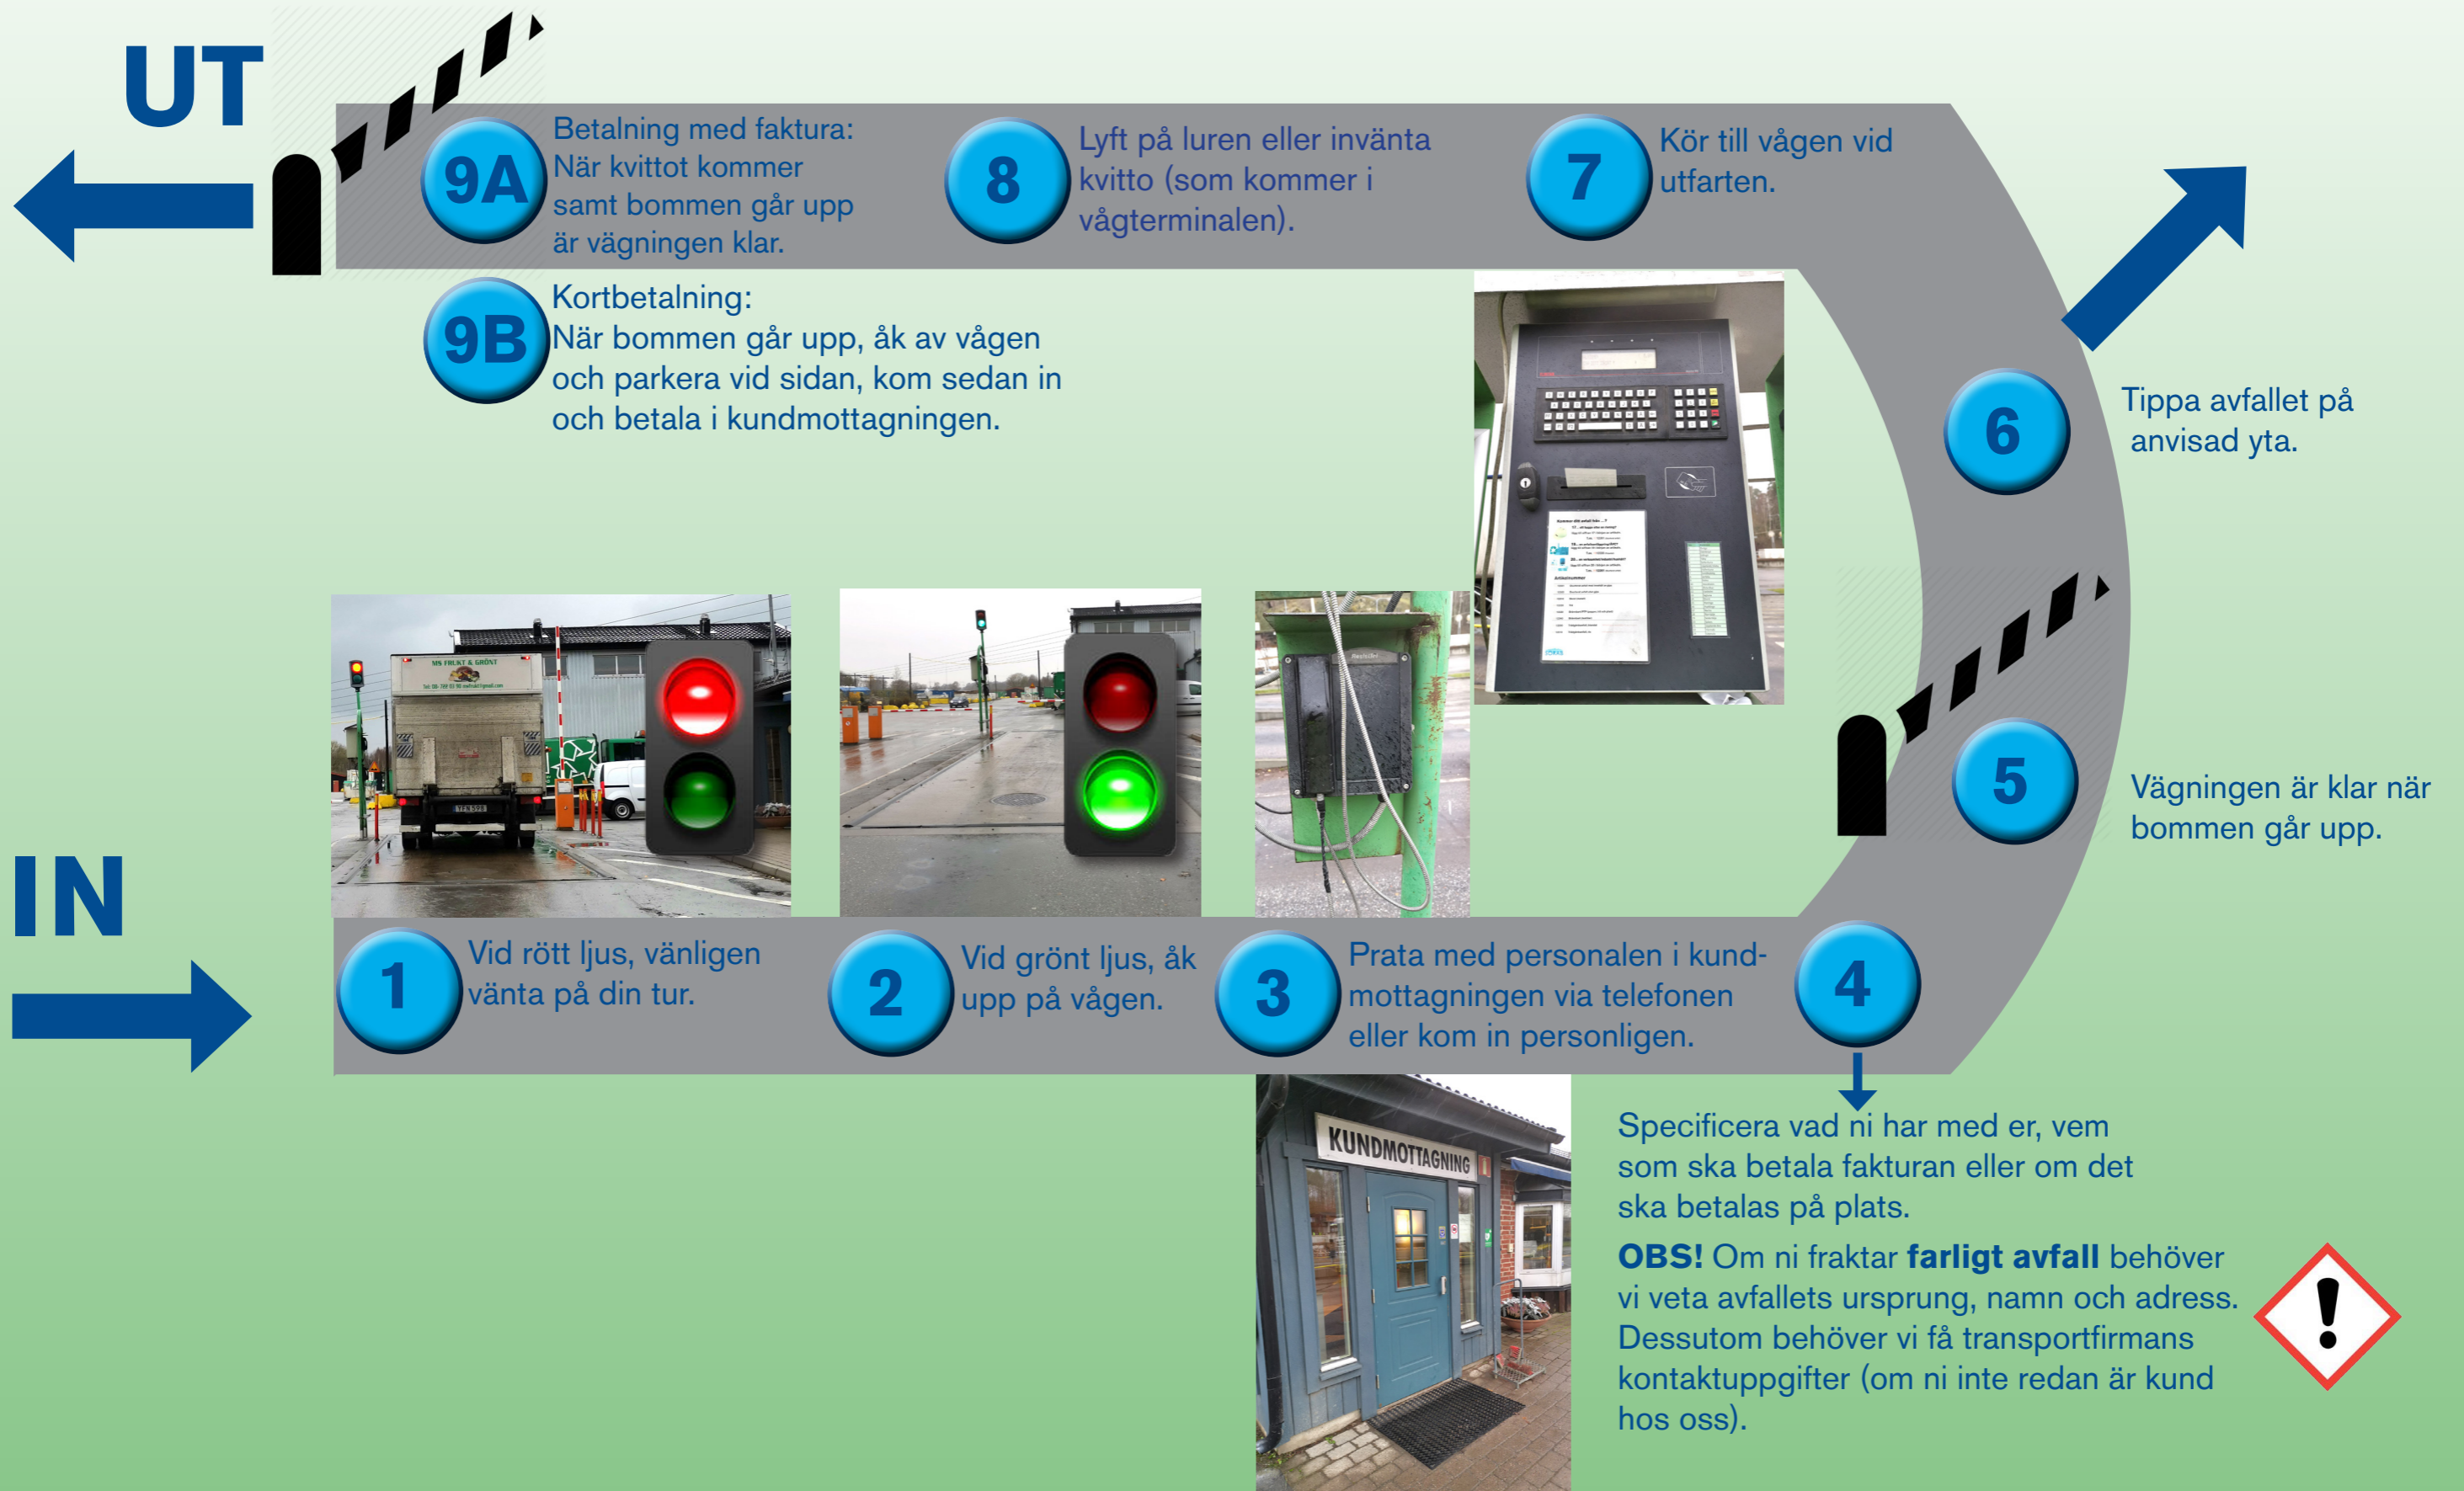 UT
9A
Betalning med faktura:
När kvittot kommer
samt bommen går upp
är vägningen klar.
8
Lyft på luren eller invänta
kvitto (som kommer i
vågterminalen).
7
Kör till vågen vid
utfarten.
9B
Kortbetalning:
När bommen går upp, åk av vågen
och parkera vid sidan, kom sedan in
och betala i kundmottagningen.
6
Tippa avfallet på
anvisad yta.
Artikelnummer
MS FRUKT & GRÖNT
5
Vägningen är klar när
bommen går upp.
IN
1
Vid rött ljus, vänligen
vänta på din tur.
2
Vid grönt ljus, åk
upp på vågen.
3
Prata med personalen i kund-
mottagningen via telefonen
eller kom in personligen.
4
KUNDMOTTAGNING
Specificera vad ni har med er, vem
som ska betala fakturan eller om det
ska betalas på plats.
OBS! Om ni fraktar farligt avfall behöver
vi veta avfallets ursprung, namn och adress.
Dessutom behöver vi få transportfirmans
kontaktuppgifter (om ni inte redan är kund
hos oss).